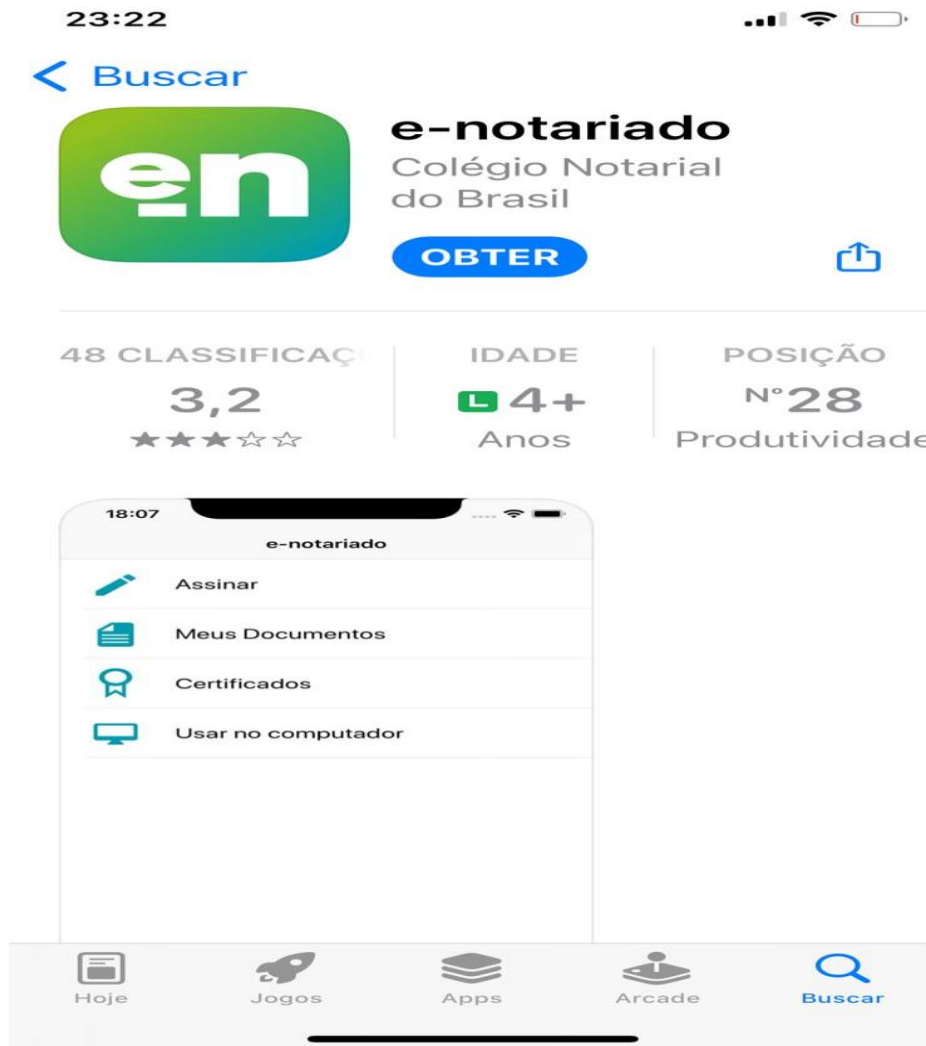 23:22
Buscar
en
e-notariado
Colégio Notarial
do Brasil
OBTER
48 CLASSIFICAÇ
IDADE
POSIÇÃO
3,2
L 4+
Nº28
Anos
Produtividade
18:07
e-notariado
Assinar
Meus Documentos
Certificados
Usar no computador
Hoje
Jogos
Apps
Arcade
Buscar